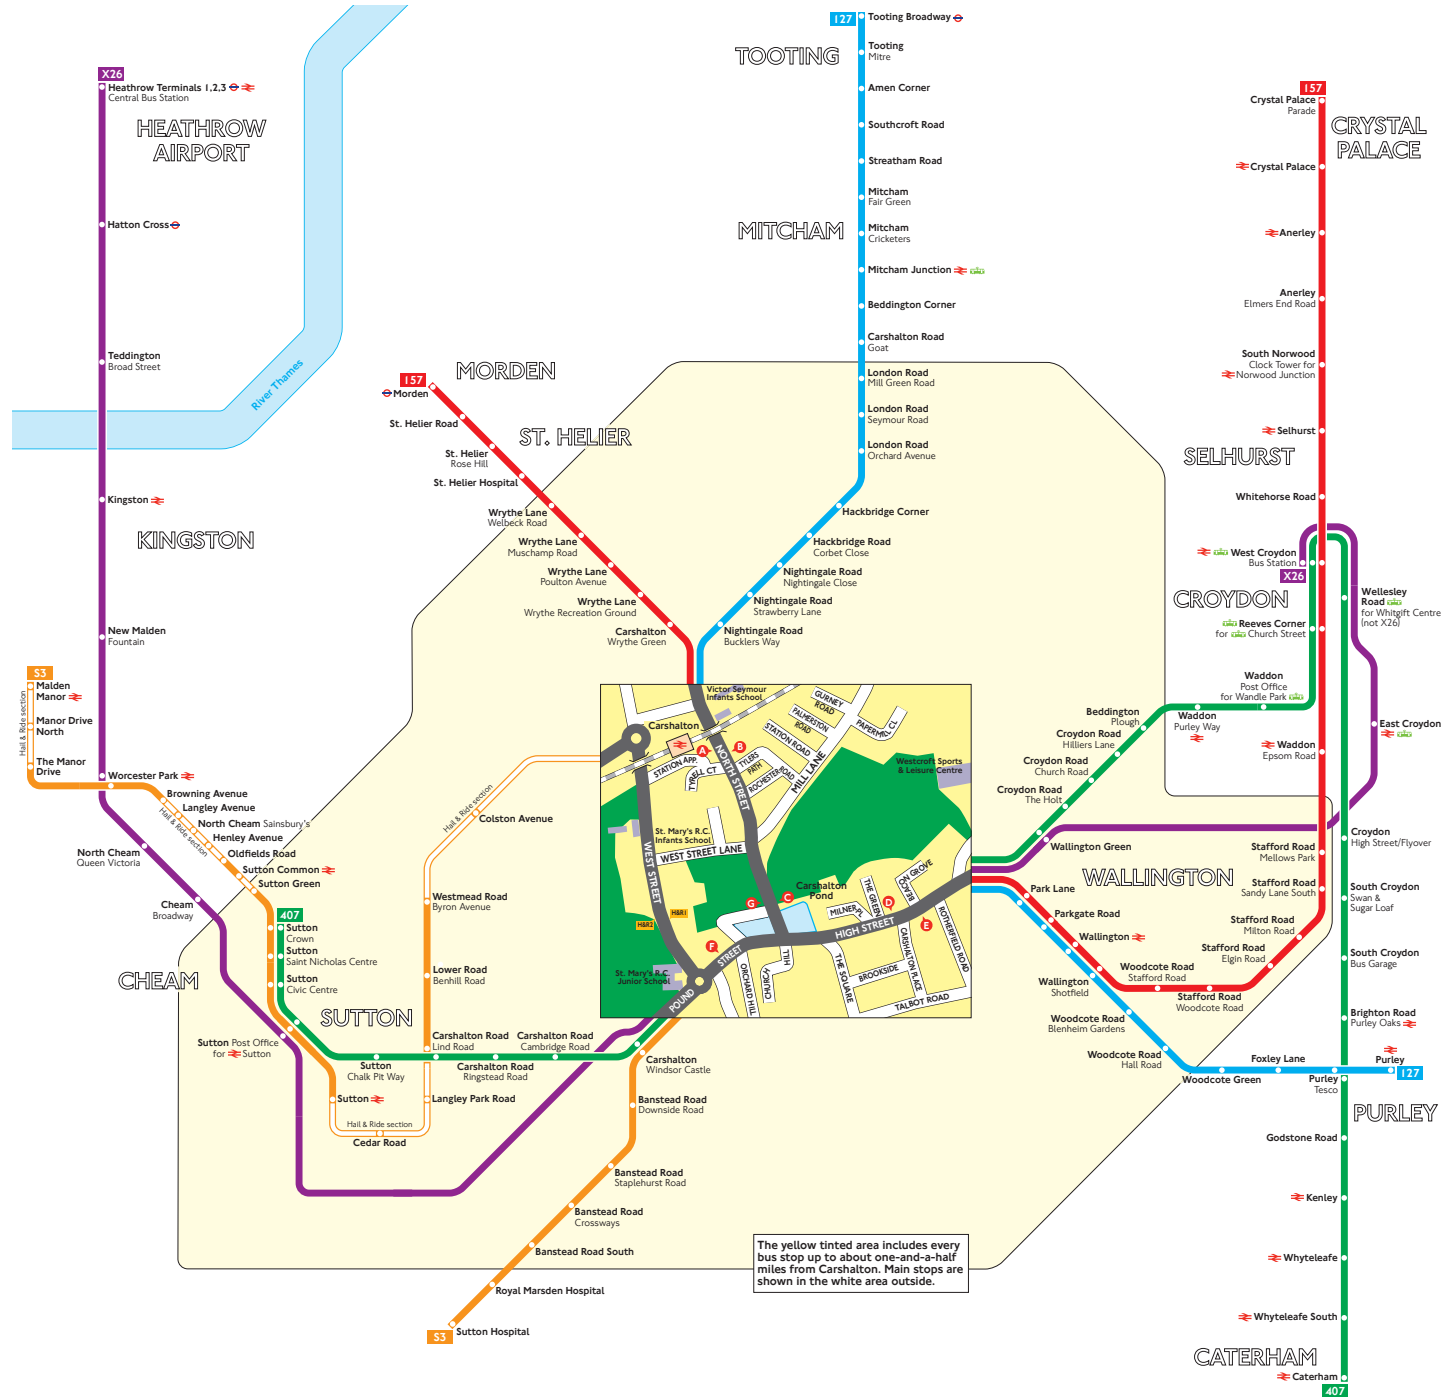 X26
Heathrow Terminals 1,2,3
Central Bus Station
HEATHROW
AIRPORT
Hatton Cross
Teddington
Broad Street
River Thames
Kingston
KINGSTON
New Malden
Fountain
S3
Malden
Manor
Hail & Ride section
Manor Drive
North
The Manor
Drive
Worcester Park
Browning Avenue
Langley Avenue
North Cheam Sainsbury's
Henley Avenue
Hail & Ride section
Oldfields Road
Sutton Common
Sutton Green
North Cheam
Queen Victoria
Cheam
Broadway
CHEAM
407
Sutton
Crown
Sutton
Saint Nicholas Centre
Sutton
Civic Centre
SUTTON
Sutton Post Office
for Sutton
Sutton
Chalk Pit Way
Sutton
Hail & Ride section
Cedar Road
Langley Park Road
Carshalton Road
Lind Road
Carshalton Road
Ringstead Road
Carshalton Road
Cambridge Road
Lower Road
Benhill Road
Westmead Road
Byron Avenue
Colston Avenue
Hail & Ride section
Carshalton
Windsor Castle
Banstead Road
Downside Road
Banstead Road
Staplehurst Road
Banstead Road
Crossways
Banstead Road South
Royal Marsden Hospital
Sutton Hospital
S3
157
Morden
MORDEN
St. Helier Road
ST. HELIER
St. Helier
Rose Hill
St. Helier Hospital
Wrythe Lane
Welbeck Road
Wrythe Lane
Muschamp Road
Wrythe Lane
Poulton Avenue
Wrythe Lane
Wrythe Recreation Ground
Carshalton
Wrythe Green
127
Tooting Broadway
TOOTING
Tooting
Mitre
Amen Corner
Southcroft Road
Streatham Road
Mitcham
Fair Green
MITCHAM
Mitcham
Cricketers
Mitcham Junction
Beddington Corner
Carshalton Road
Goat
London Road
Mill Green Road
London Road
Seymour Road
London Road
Orchard Avenue
Hackbridge Corner
Hackbridge Road
Corbet Close
Nightingale Road
Nightingale Close
Nightingale Road
Strawberry Lane
Nightingale Road
Bucklers Way
Victor Seymour
Infants School
Carshalton
A
B
STATION APP.
TYRELL CT
NORTH STREET
TYLERS
PATH
ROCHESTER ROAD
STATION ROAD
PALMERSTON
ROAD
GURNEY
ROAD
PAPERMILL CL
MILL LANE
Westcroft Sports
& Leisure Centre
St. Mary's R.C.
Infants School
WEST STREET LANE
WEST STREET
H&R1
H&R2
G
C
Carshalton
Pond
F
St. Mary's R.C.
Junior School
POUND
STREET
HIGH STREET
ORCHARD HILL
CHURCH
HILL
THE SQUARE
MILNER PL
THE GREEN
BEACON GROVE
D
E
BROOKSIDE
CARSHALTON PLACE
ROTHERFIELD ROAD
TALBOT ROAD
157
Crystal Palace
Parade
CRYSTAL
PALACE
Crystal Palace
Anerley
Anerley
Elmers End Road
South Norwood
Clock Tower for
Norwood Junction
Selhurst
SELHURST
Whitehorse Road
West Croydon
Bus Station
X26
CROYDON
Wellesley
Road
for Whitgift Centre
(not X26)
Reeves Corner
for Church Street
Waddon
Post Office
for Wandle Park
Waddon
Purley Way
Beddington
Plough
Croydon Road
Hilliers Lane
Croydon Road
Church Road
Croydon Road
The Holt
Wallington Green
East Croydon
Waddon
Epsom Road
Croydon
High Street/Flyover
WALLINGTON
Stafford Road
Mellows Park
Stafford Road
Sandy Lane South
Stafford Road
Milton Road
Stafford Road
Elgin Road
Stafford Road
Woodcote Road
Woodcote Road
Stafford Road
Park Lane
Parkgate Road
Wallington
Wallington
Shotfield
Woodcote Road
Blenheim Gardens
Woodcote Road
Hall Road
Woodcote Green
Foxley Lane
Purley
127
Purley
Tesco
PURLEY
South Croydon
Swan &
Sugar Loaf
South Croydon
Bus Garage
Brighton Road
Purley Oaks
Godstone Road
Kenley
Whyteleafe
Whyteleafe South
CATERHAM
Caterham
407
The yellow tinted area includes every
bus stop up to about one-and-a-half
miles from Carshalton. Main stops are
shown in the white area outside.